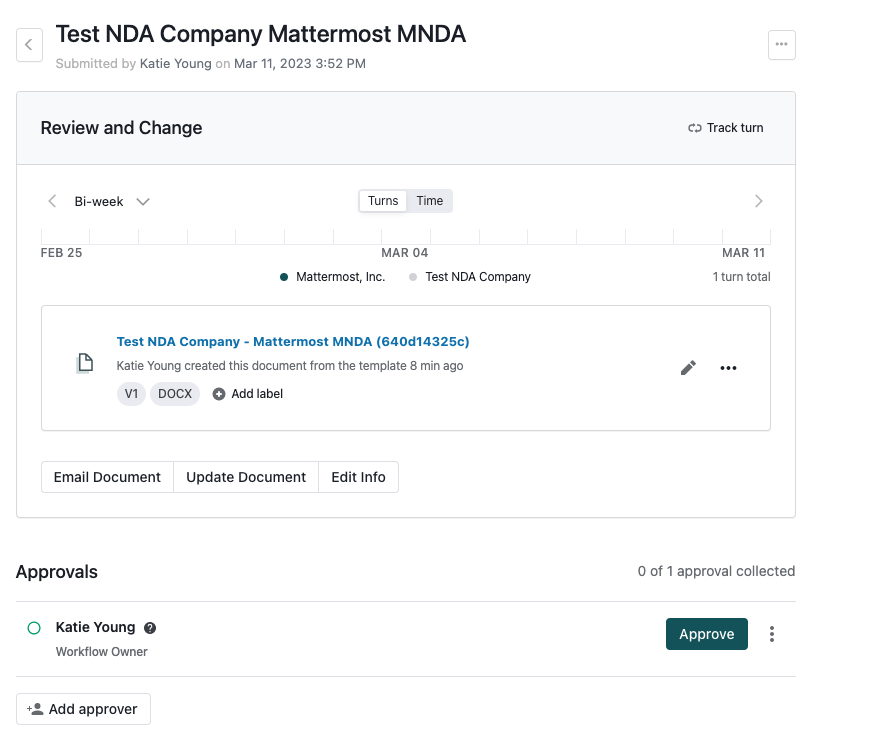 Test NDA Company Mattermost MNDA
Submitted by Katie Young on Mar 11, 2023 3:52 PM
Review and Change
Track turn
Bi-week
Turns
Time
FEB 25
MAR 04
MAR 11
Mattermost, Inc.
Test NDA Company
1 turn total
Test NDA Company - Mattermost MNDA (640d14325c)
Katie Young created this document from the template 8 min ago
V1
DOCX
Add label
Email Document
Update Document
Edit Info
Approvals
0 of 1 approval collected
Katie Young
Workflow Owner
Approve
Add approver